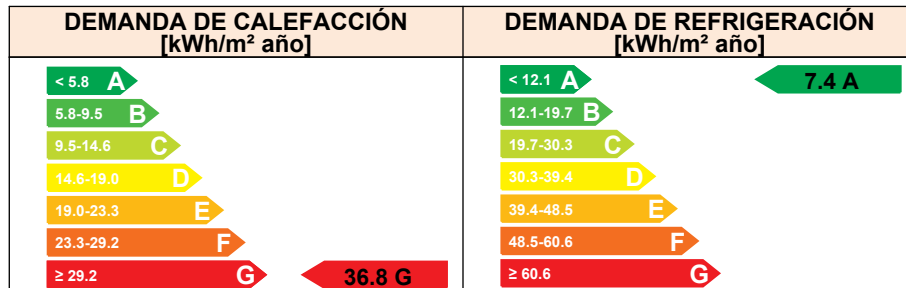 DEMANDA DE CALEFACCIÓN
[kWh/m² año]
< 5.8 A
5.8-9.5 B
9.5-14.6 C
14.6-19.0 D
19.0-23.3 E
23.3-29.2 F
≥ 29.2 G
36.8 G
DEMANDA DE REFRIGERACIÓN
[kWh/m² año]
< 12.1 A
7.4 A
12.1-19.7 B
19.7-30.3 C
30.3-39.4 D
39.4-48.5 E
48.5-60.6 F
≥ 60.6 G